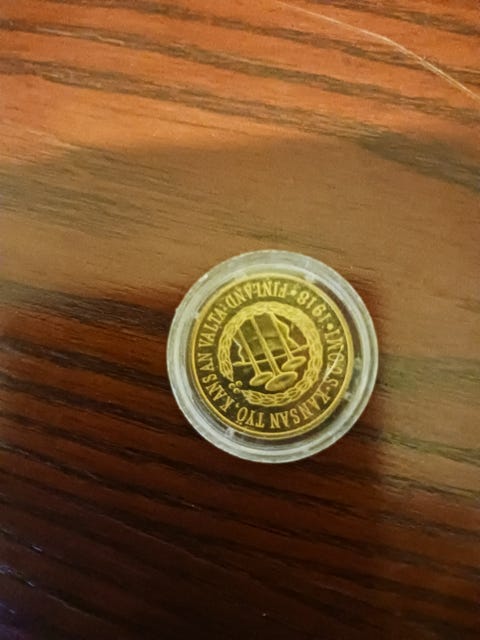 KANSAN TYÖ, KANSAN VALTA · FINLAND · 1918 ·